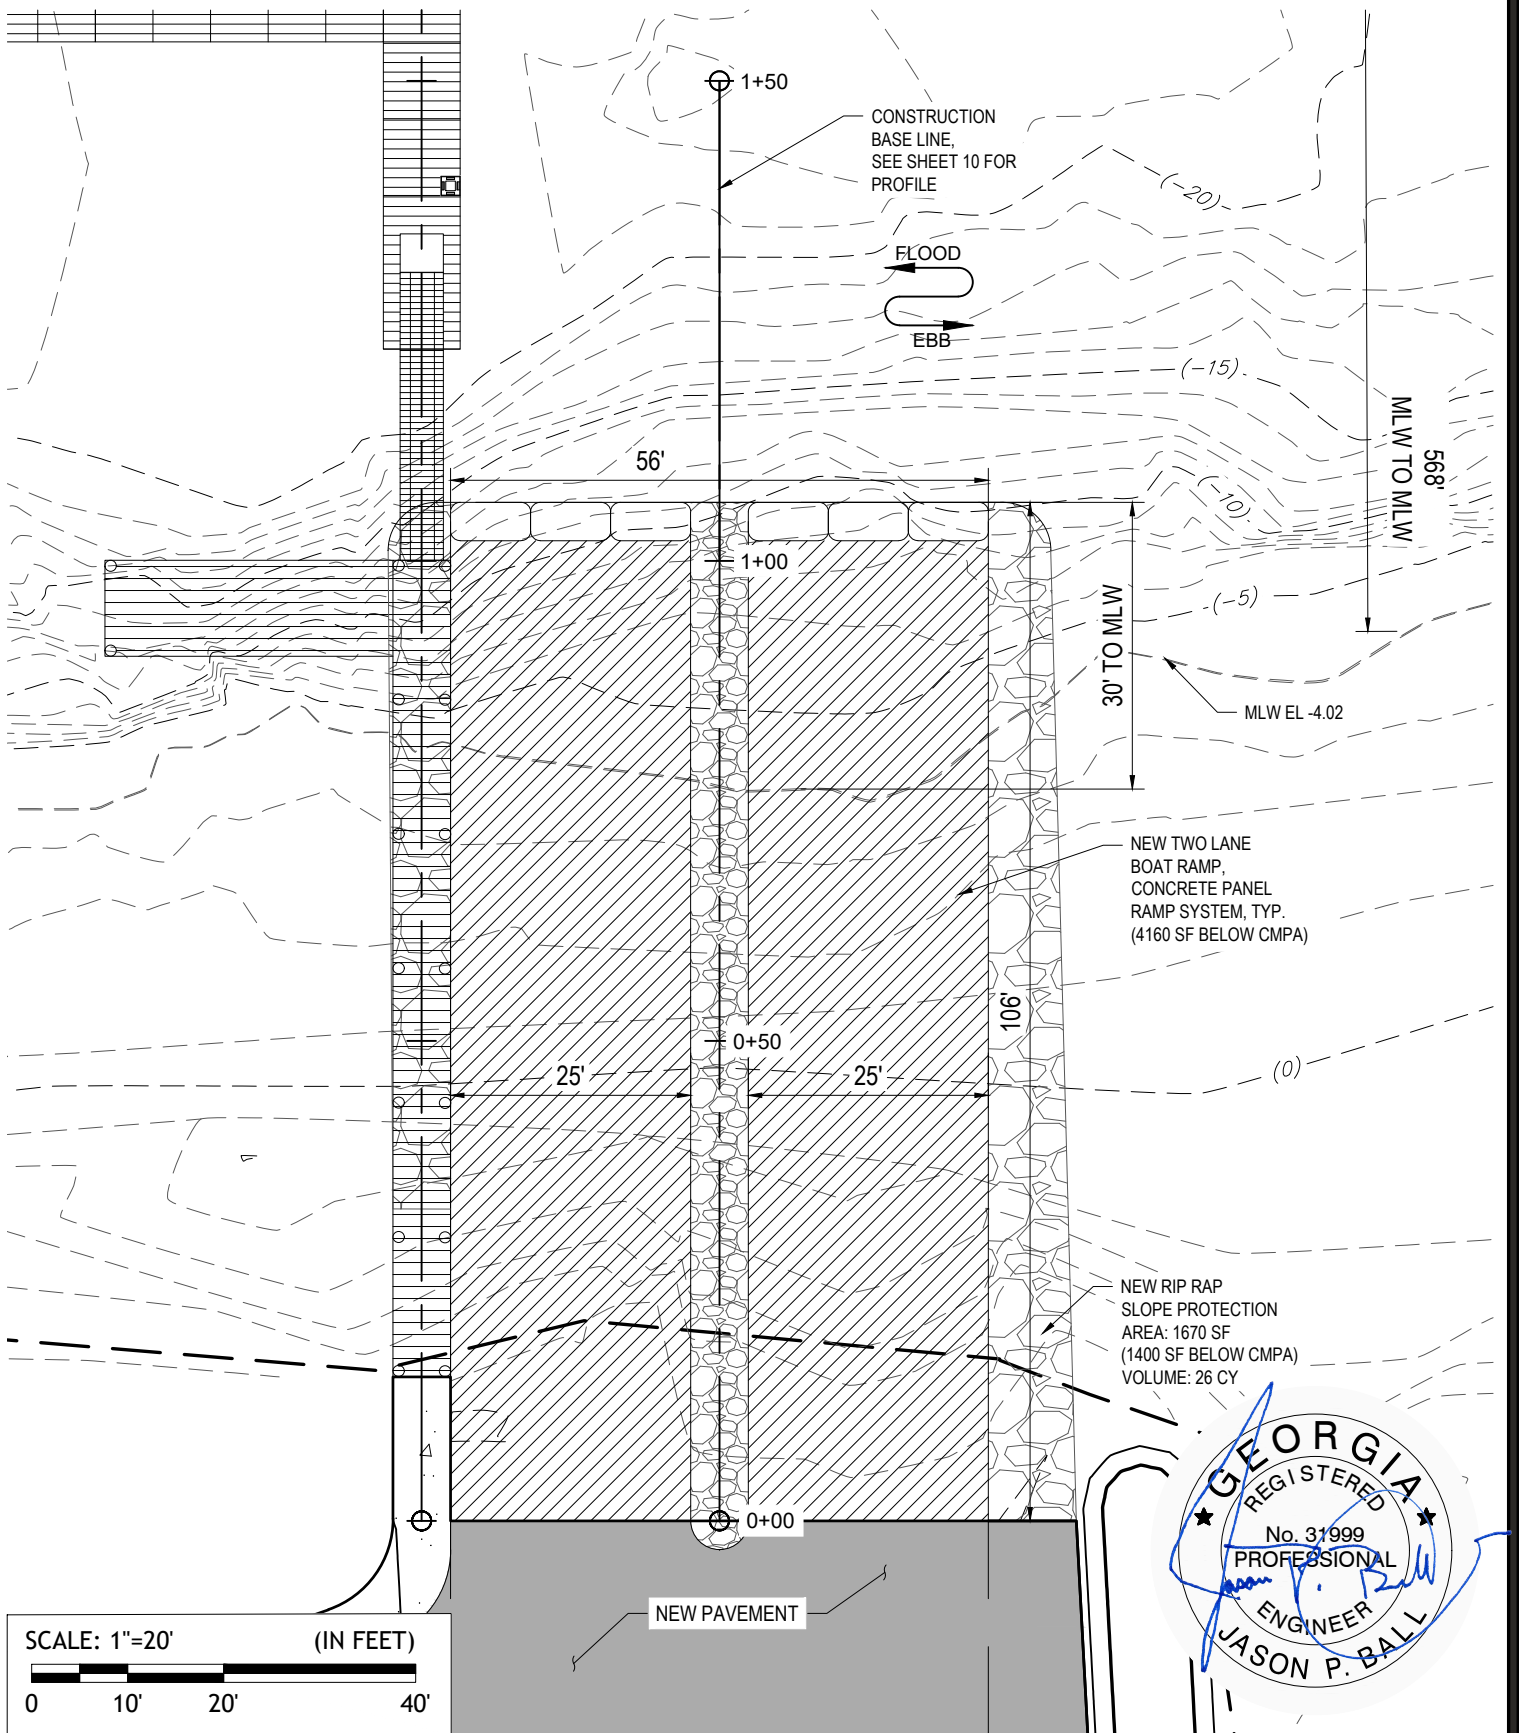 1+50
CONSTRUCTION
BASE LINE,
SEE SHEET 10 FOR
PROFILE
(-20)
FLOOD
EBB
(-15)
568'
MLW TO MLW
56'
(-10)
1+00
(-5)
30' TO MLW
MLW EL -4.02
NEW TWO LANE
BOAT RAMP,
CONCRETE PANEL
RAMP SYSTEM, TYP.
(4160 SF BELOW CMPA)
106'
0+50
25'
25'
(0)
NEW RIP RAP
SLOPE PROTECTION
AREA: 1670 SF
(1400 SF BELOW CMPA)
VOLUME: 26 CY
0+00
NEW PAVEMENT
GEORGIA
REGISTERED
No. 31999
PROFESSIONAL
ENGINEER
JASON P. BALL
Jason P. Ball
SCALE: 1"=20'
(IN FEET)
0 10' 20' 40'